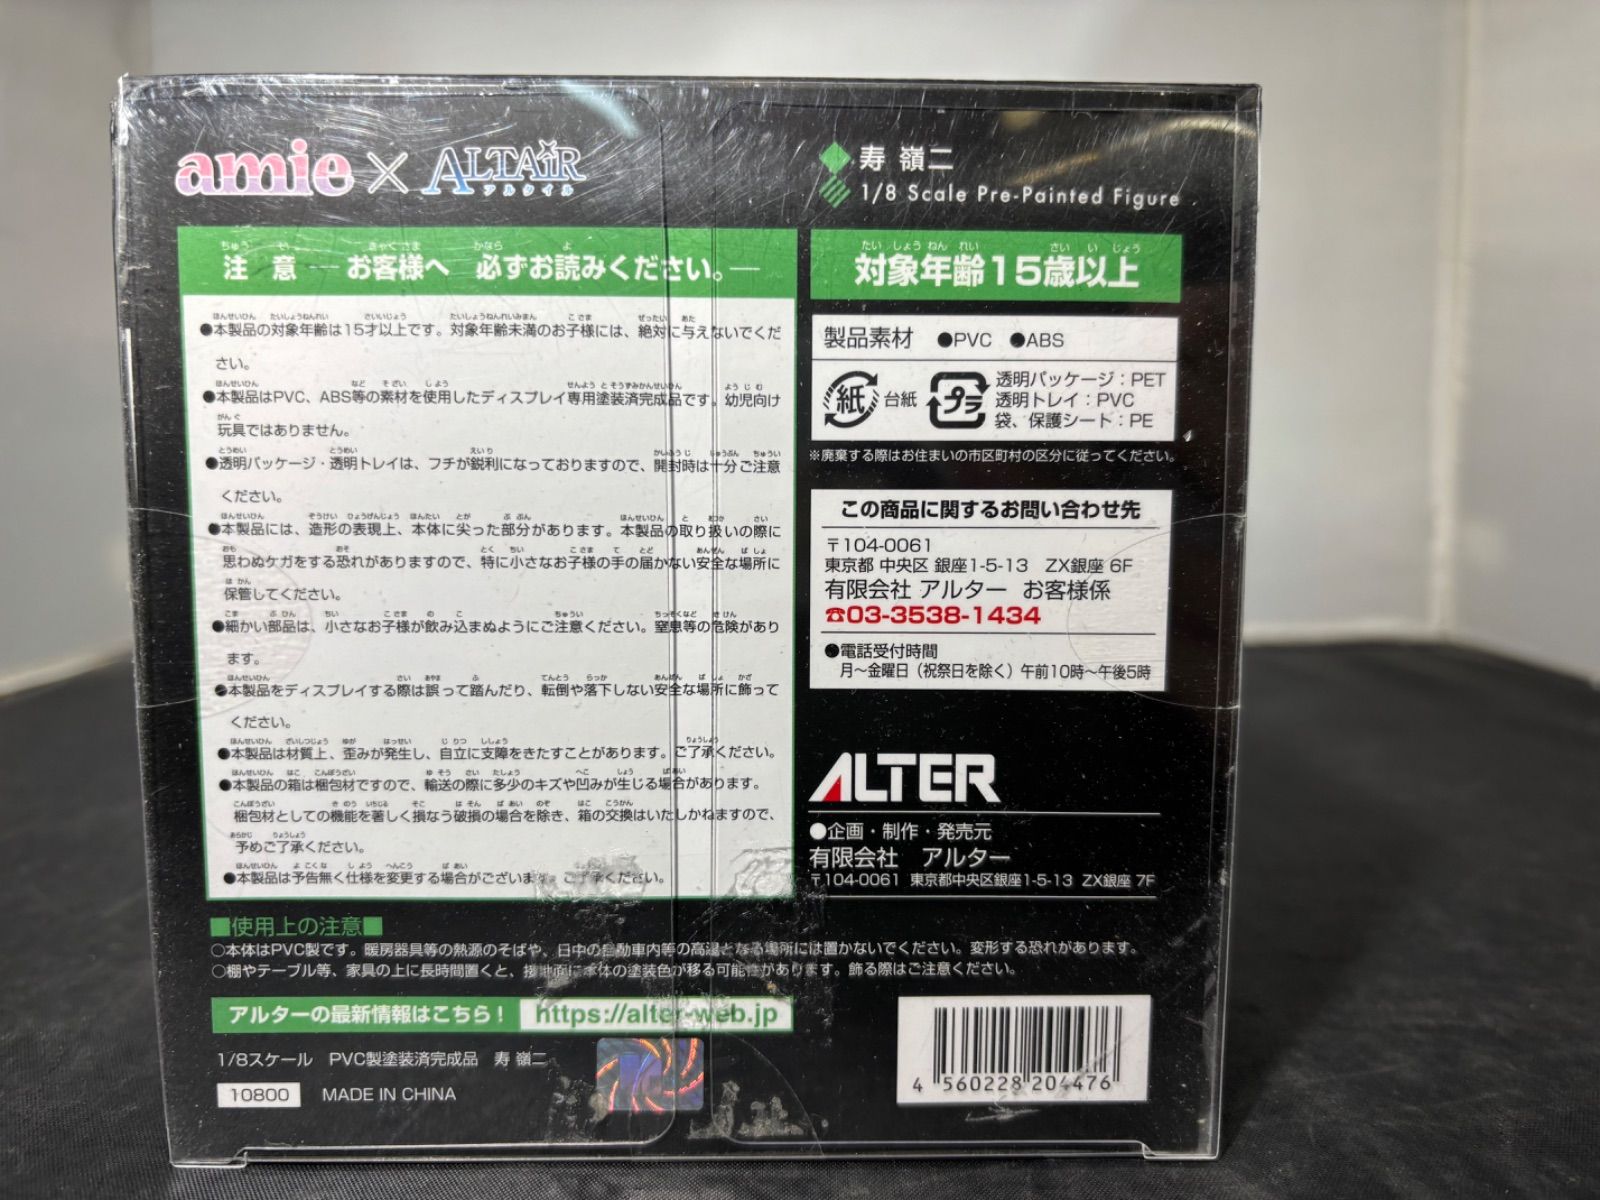 amie × ALTAIR
アルタイル
寿 嶺二
1/8 Scale Pre-Painted Figure
注 意 ― お客様へ 必ずお読みください。―
●本製品の対象年齢は15才以上です。対象年齢未満のお子様には、絶対に与えないでくだ
さい。
●本製品はPVC、ABS等の素材を使用したディスプレイ専用塗装済完成品です。幼児向け
玩具ではありません。
●透明パッケージ・透明トレイは、フチが鋭利になっておりますので、開封時は十分ご注意
ください。
●本製品には、造形の表現上、本体に尖った部分があります。本製品の取り扱いの際に
思わぬケガをする恐れがありますので、特に小さなお子様の手の届かない安全な場所に
保管してください。
●細かい部品は、小さなお子様が飲み込まぬようにご注意ください。窒息等の危険があり
ます。
●本製品をディスプレイする際は誤って踏んだり、転倒や落下しない安全な場所に飾って
ください。
●本製品は材質上、歪みが発生し、自立に支障をきたすことがあります。ご了承ください。
●本製品の箱は梱包材ですので、輸送の際に多少のキズや凹みが生じる場合があります。
梱包材としての機能を著しく損なう破損の場合を除き、箱の交換はいたしかねますので、
予めご了承ください。
●本製品は予告無く仕様を変更する場合がございます。ご了承ください。
対象年齢15歳以上
製品素材 ●PVC ●ABS
紙 台紙
プラ
透明パッケージ：PET
透明トレイ：PVC
袋、保護シート：PE
※廃棄する際はお住まいの市区町村の区分に従ってください。
この商品に関するお問い合わせ先
〒104-0061
東京都 中央区 銀座1-5-13 ZX銀座 6F
有限会社 アルター お客様係
☎03-3538-1434
●電話受付時間
月～金曜日（祝祭日を除く）午前10時～午後5時
ALTER
●企画・制作・発売元
有限会社 アルター
〒104-0061 東京都中央区銀座1-5-13 ZX銀座 7F
■使用上の注意■
○本体はPVC製です。暖房器具等の熱源のそばや、日中の自動車内等の高温となる場所には置かないでください。変形する恐れがあります。
○棚やテーブル等、家具の上に長時間置くと、接地面に本体の塗装色が移る可能性があります。飾る際はご注意ください。
アルターの最新情報はこちら！ https://alter-web.jp
1/8スケール PVC製塗装済完成品 寿 嶺二
10800 MADE IN CHINA
4 560228 204476